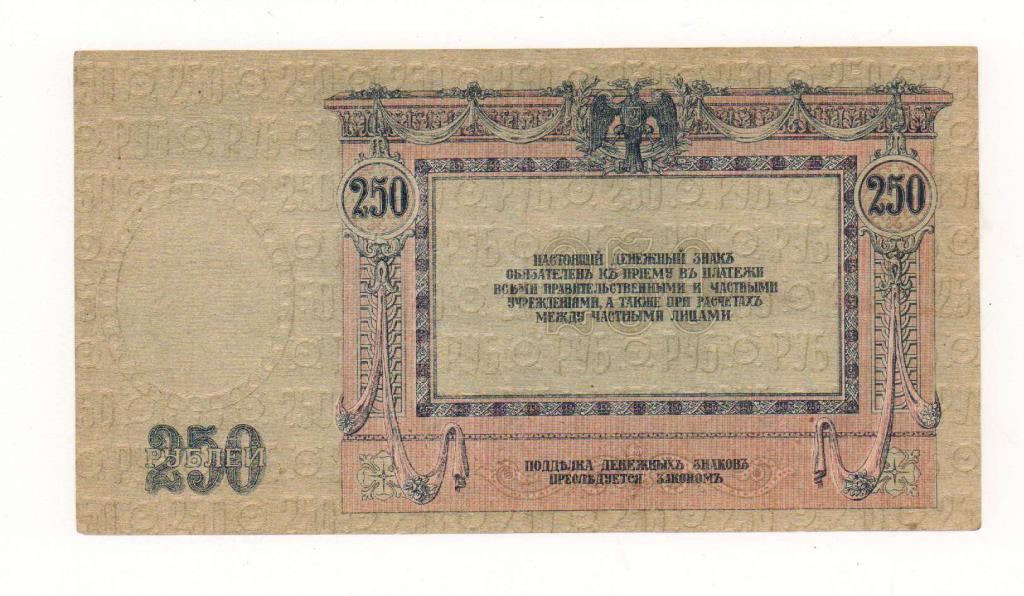 250
250
НАСТОЯЩІЙ ДЕНЕЖНЫЙ ЗНАКЪ
ОБЯЗАТЕЛЕНЪ КЪ ПРІЕМУ ВЪ ПЛАТЕЖИ
ВСѢМИ ПРАВИТЕЛЬСТВЕННЫМИ И ЧАСТНЫМИ
УЧРЕЖДЕНІЯМИ, А ТАКЖЕ ПРИ РАСЧЕТАХЪ
МЕЖДУ ЧАСТНЫМИ ЛИЦАМИ
250
РУБЛЕЙ
ПОДДѢЛКА ДЕНЕЖНЫХЪ ЗНАКОВЪ
ПРЕСЛѢДУЕТСЯ ЗАКОНОМЪ